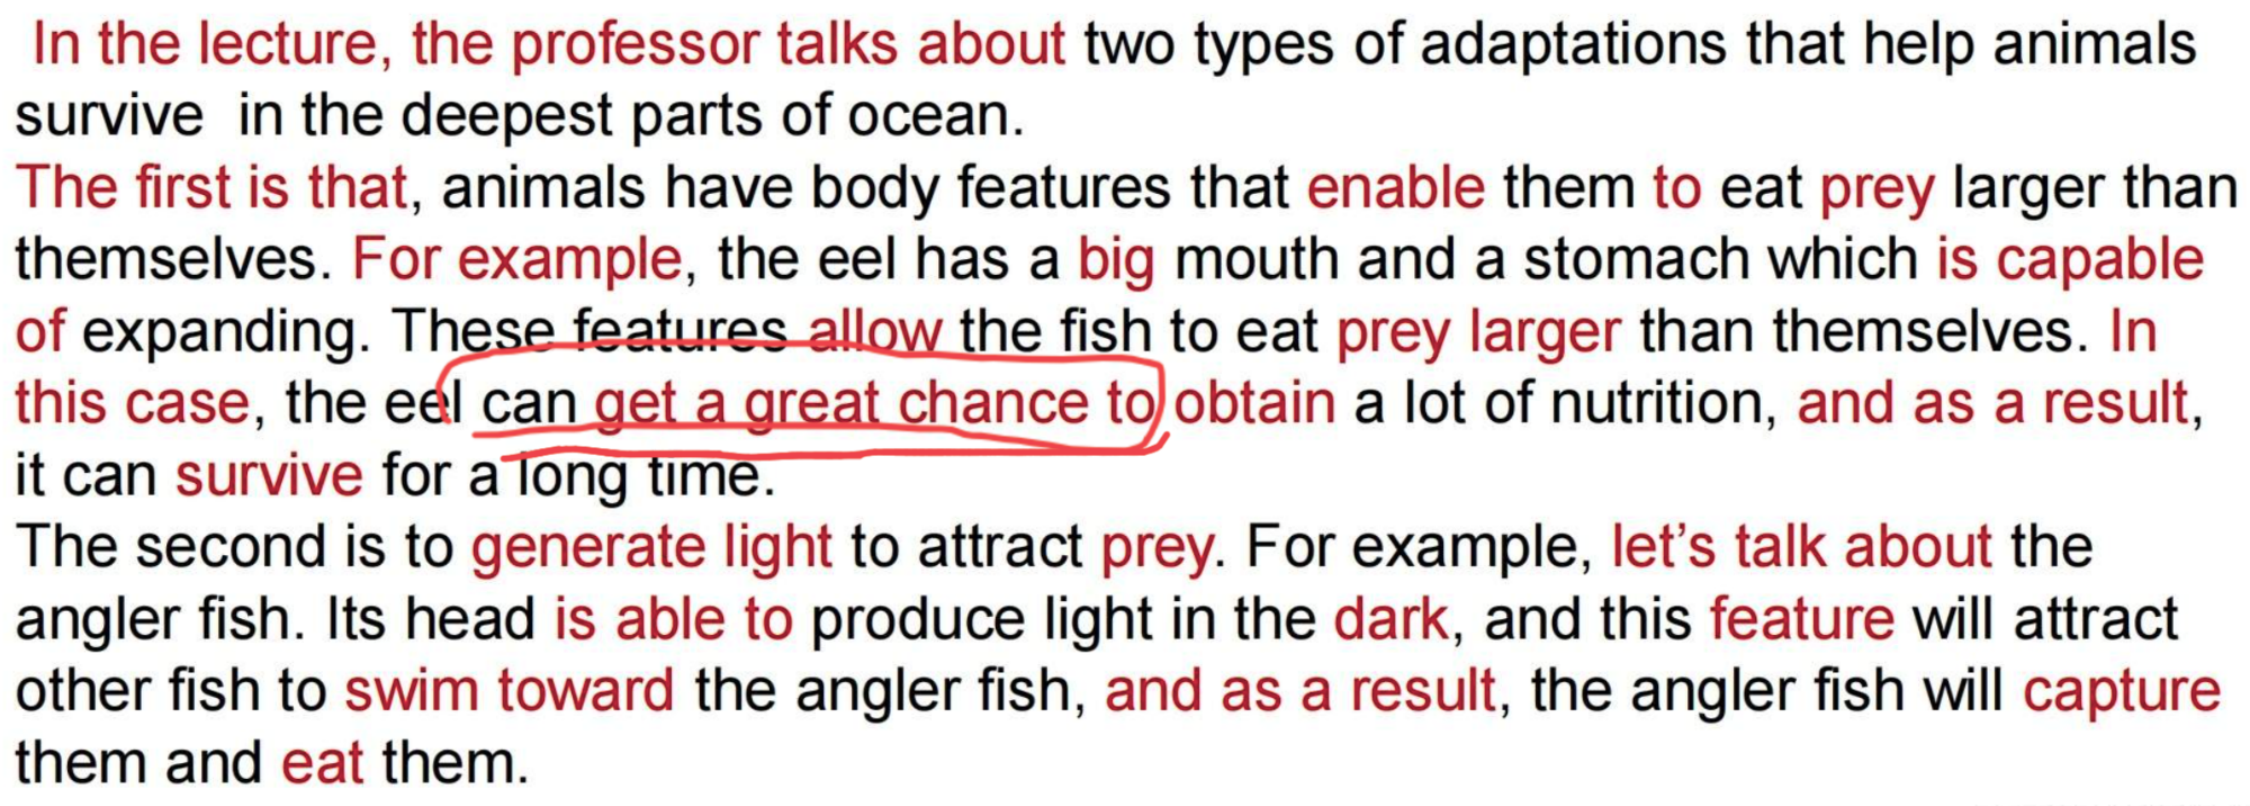 In the lecture, the professor talks about two types of adaptations that help animals
survive in the deepest parts of ocean.
The first is that, animals have body features that enable them to eat prey larger than
themselves. For example, the eel has a big mouth and a stomach which is capable
of expanding. These features allow the fish to eat prey larger than themselves. In
this case, the eel can get a great chance to obtain a lot of nutrition, and as a result,
it can survive for a long time.
The second is to generate light to attract prey. For example, let's talk about the
angler fish. Its head is able to produce light in the dark, and this feature will attract
other fish to swim toward the angler fish, and as a result, the angler fish will capture
them and eat them.